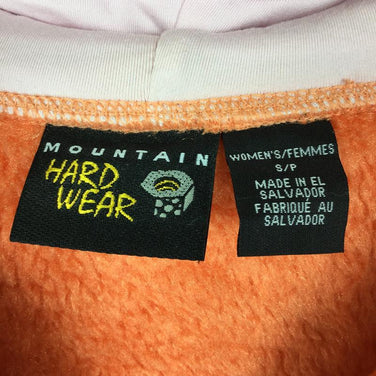 MOUNTAIN
HARD
WEAR
WOMEN'S/FEMMES
S/P
MADE IN EL
SALVADOR
FABRIQUÉ AU
SALVADOR